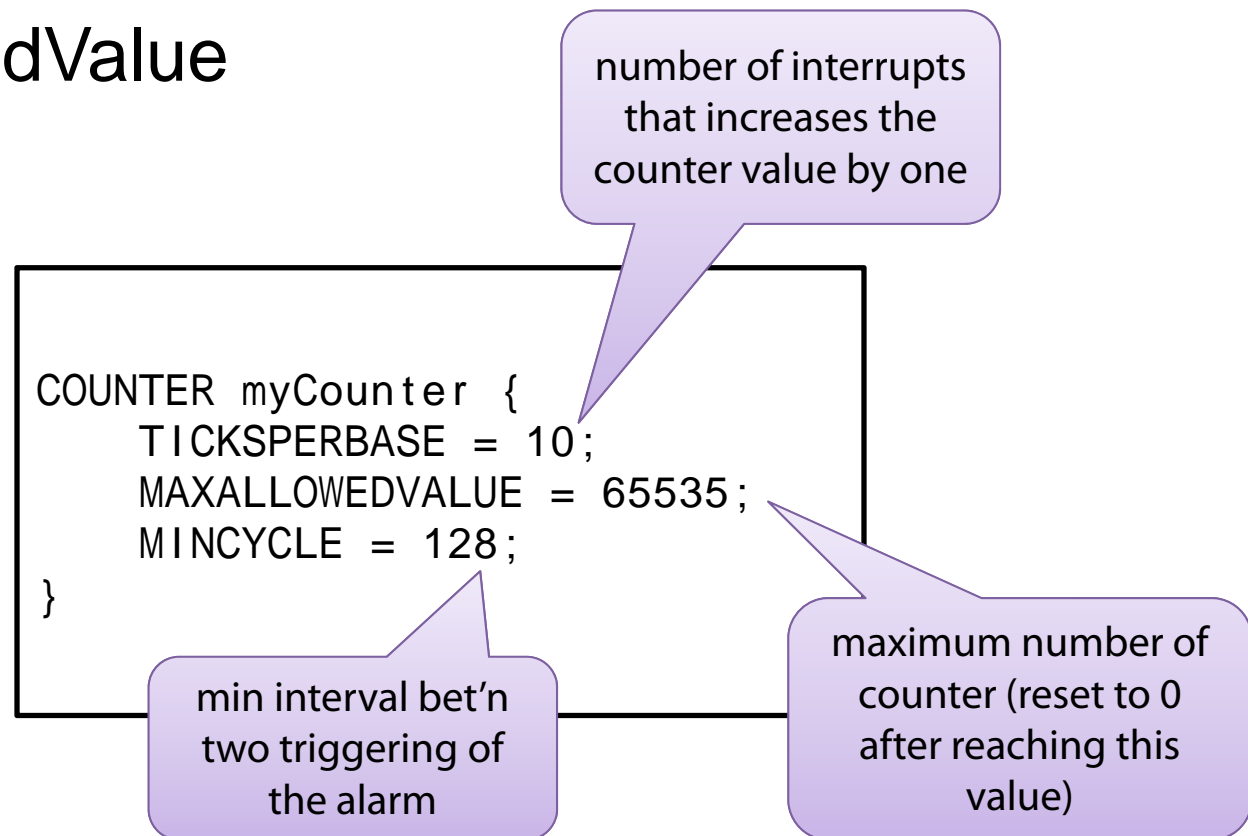 dValue
number of interrupts
that increases the
counter value by one
COUNTER myCounter {
TICKSPERBASE = 10;
MAXALLOWEDVALUE = 65535;
MINCYCLE = 128;
}
min interval bet’n
two triggering of
the alarm
maximum number of
counter (reset to 0
after reaching this
value)